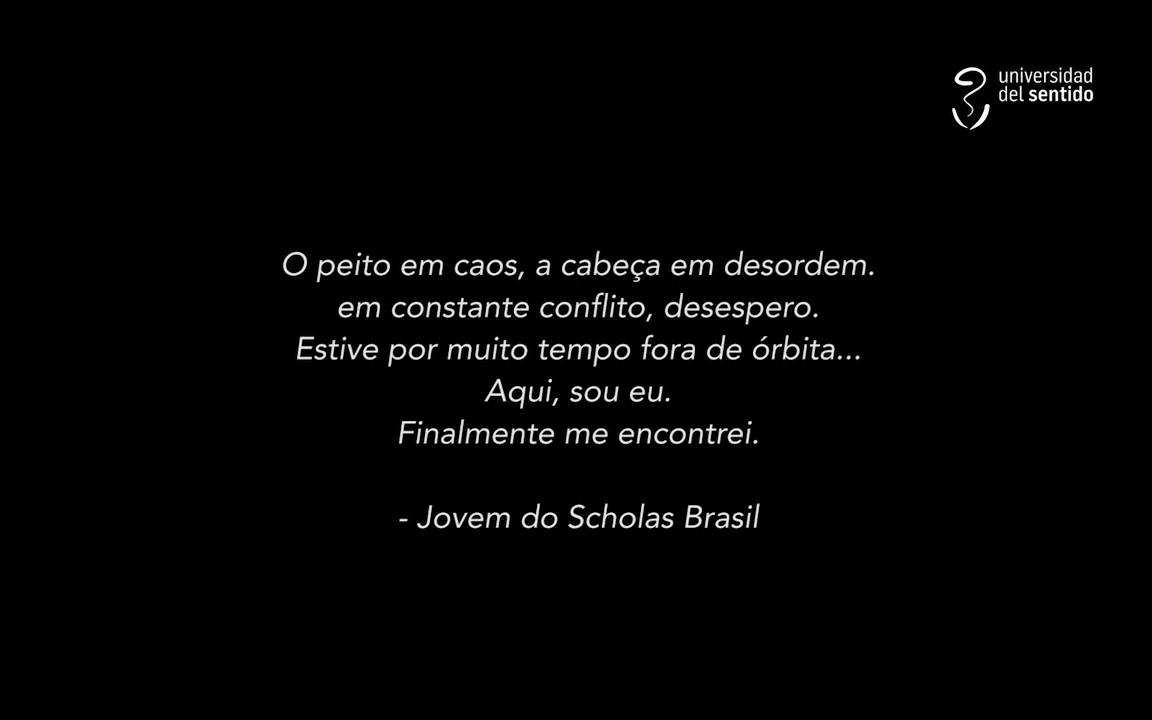 universidad
del sentido
O peito em caos, a cabeça em desordem.
em constante conflito, desespero.
Estive por muito tempo fora de órbita...
Aqui, sou eu.
Finalmente me encontrei.
- Jovem do Scholas Brasil